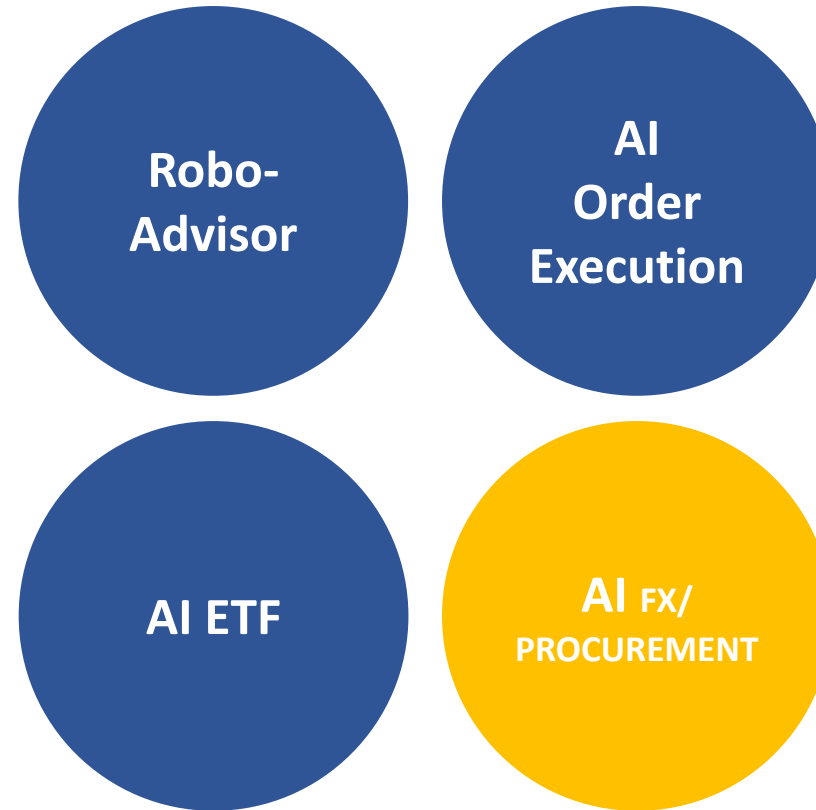 Robo-
Advisor
AI
Order
Execution
AI ETF
AI FX/
PROCUREMENT